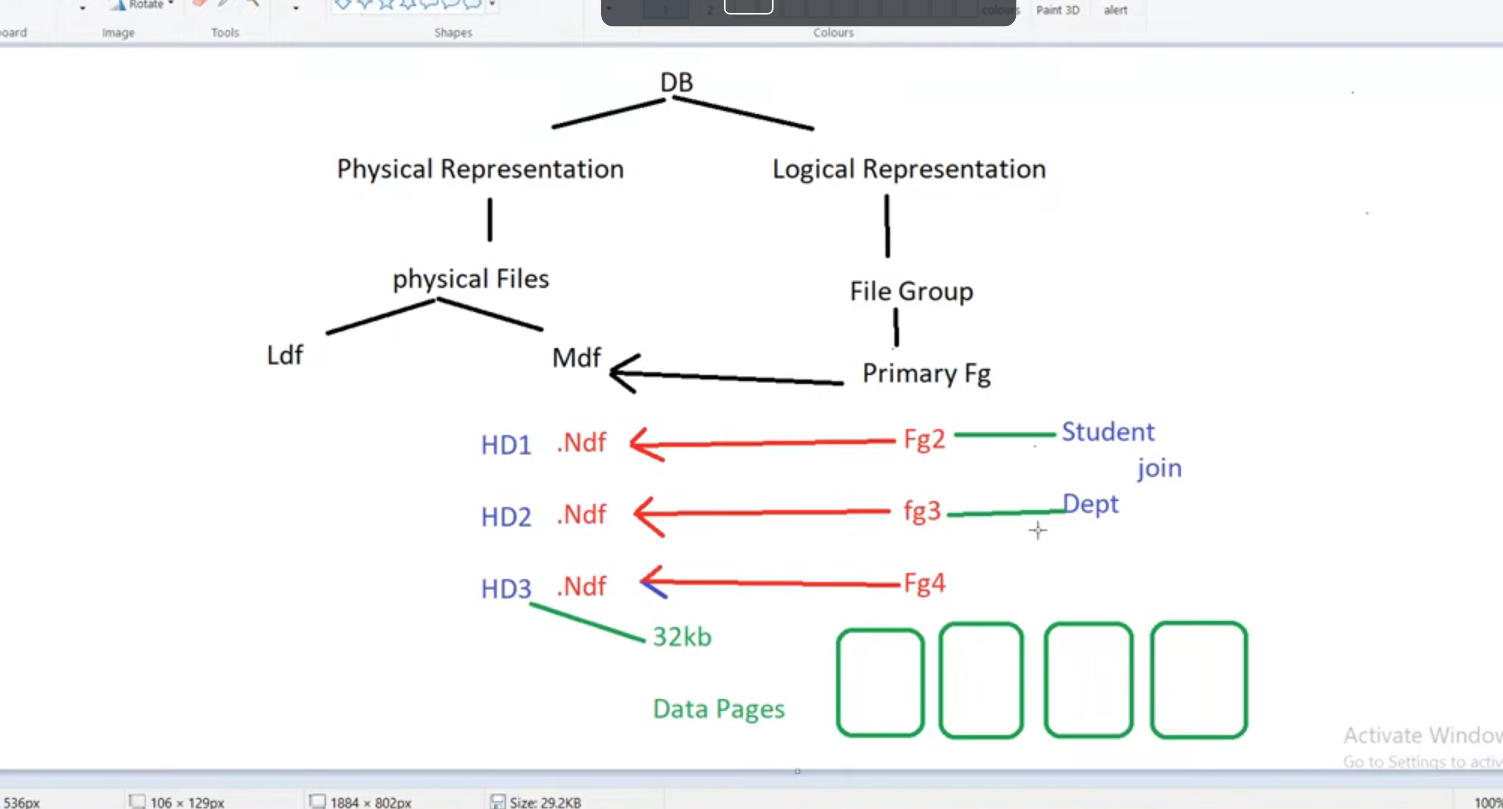 Rotate
colours Paint 3D alert
oard Image Tools Shapes Colours
DB
Physical Representation Logical Representation
physical Files File Group
Ldf Mdf Primary Fg
HD1 .Ndf Fg2 Student
join
HD2 .Ndf fg3 Dept
HD3 .Ndf Fg4
32kb
Data Pages
Activate Window
Go to Settings to activ
536px 106 × 129px 1884 × 802px Size: 29.2KB 100%